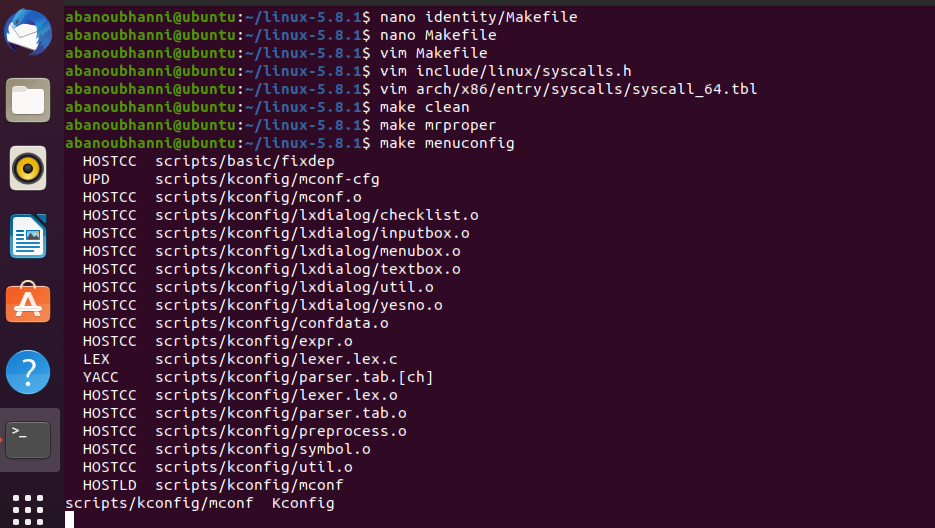 abanoubhanni@ubuntu:~/linux-5.8.1$ nano identity/Makefile
abanoubhanni@ubuntu:~/linux-5.8.1$ nano Makefile
abanoubhanni@ubuntu:~/linux-5.8.1$ vim Makefile
abanoubhanni@ubuntu:~/linux-5.8.1$ vim include/linux/syscalls.h
abanoubhanni@ubuntu:~/linux-5.8.1$ vim arch/x86/entry/syscalls/syscall_64.tbl
abanoubhanni@ubuntu:~/linux-5.8.1$ make clean
abanoubhanni@ubuntu:~/linux-5.8.1$ make mrproper
abanoubhanni@ubuntu:~/linux-5.8.1$ make menuconfig
  HOSTCC  scripts/basic/fixdep
  UPD     scripts/kconfig/mconf-cfg
  HOSTCC  scripts/kconfig/mconf.o
  HOSTCC  scripts/kconfig/lxdialog/checklist.o
  HOSTCC  scripts/kconfig/lxdialog/inputbox.o
  HOSTCC  scripts/kconfig/lxdialog/menubox.o
  HOSTCC  scripts/kconfig/lxdialog/textbox.o
  HOSTCC  scripts/kconfig/lxdialog/util.o
  HOSTCC  scripts/kconfig/lxdialog/yesno.o
  HOSTCC  scripts/kconfig/confdata.o
  HOSTCC  scripts/kconfig/expr.o
  LEX     scripts/kconfig/lexer.lex.c
  YACC    scripts/kconfig/parser.tab.[ch]
  HOSTCC  scripts/kconfig/lexer.lex.o
  HOSTCC  scripts/kconfig/parser.tab.o
  HOSTCC  scripts/kconfig/preprocess.o
  HOSTCC  scripts/kconfig/symbol.o
  HOSTCC  scripts/kconfig/util.o
  HOSTLD  scripts/kconfig/mconf
scripts/kconfig/mconf  Kconfig